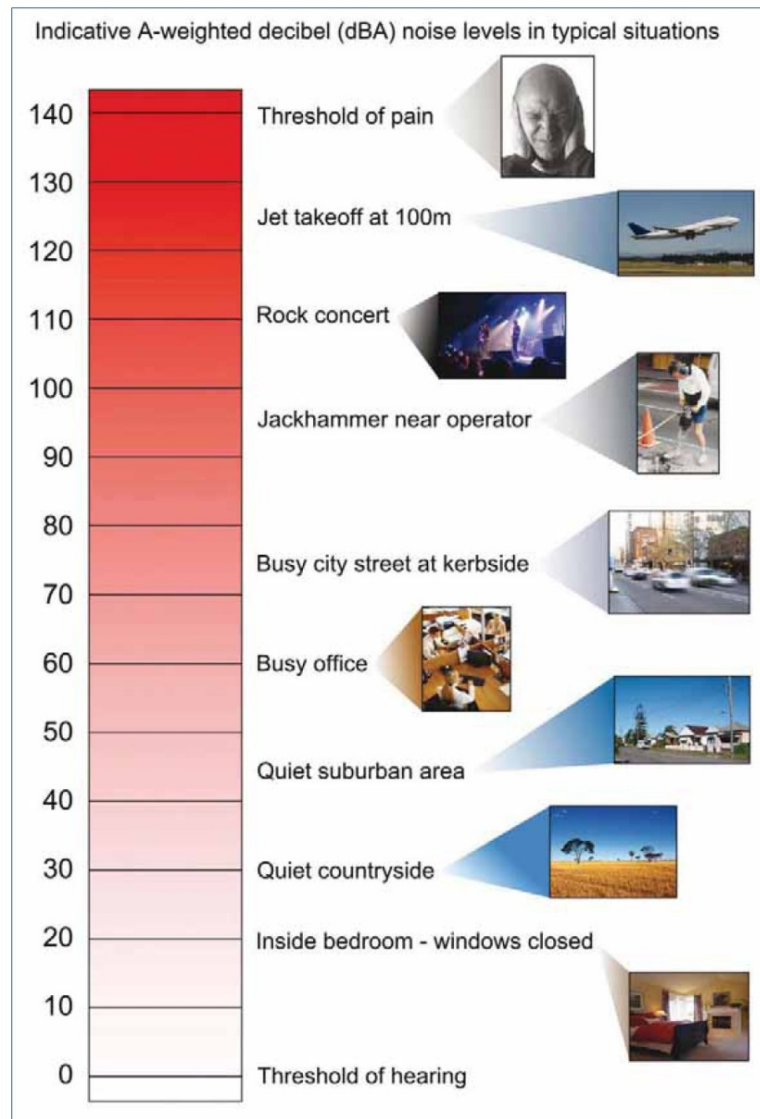 Indicative A-weighted decibel (dBA) noise levels in typical situations
140
Threshold of pain
130
Jet takeoff at 100m
120
110
Rock concert
100
Jackhammer near operator
90
80
Busy city street at kerbside
70
60
Busy office
50
Quiet suburban area
40
30
Quiet countryside
20
Inside bedroom - windows closed
10
0
Threshold of hearing